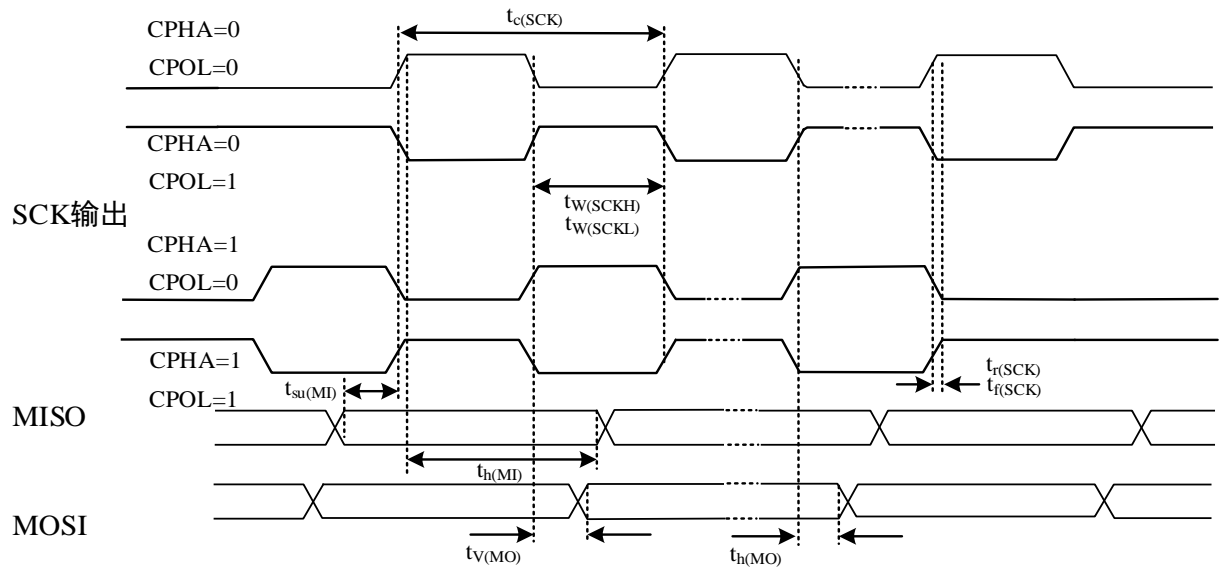 t_c(SCK)
CPHA=0
CPOL=0
CPHA=0
CPOL=1
t_W(SCKH)
t_W(SCKL)
SCK输出
CPHA=1
CPOL=0
CPHA=1
CPOL=1
t_su(MI)
t_r(SCK)
t_f(SCK)
MISO
t_h(MI)
MOSI
t_V(MO)
t_h(MO)